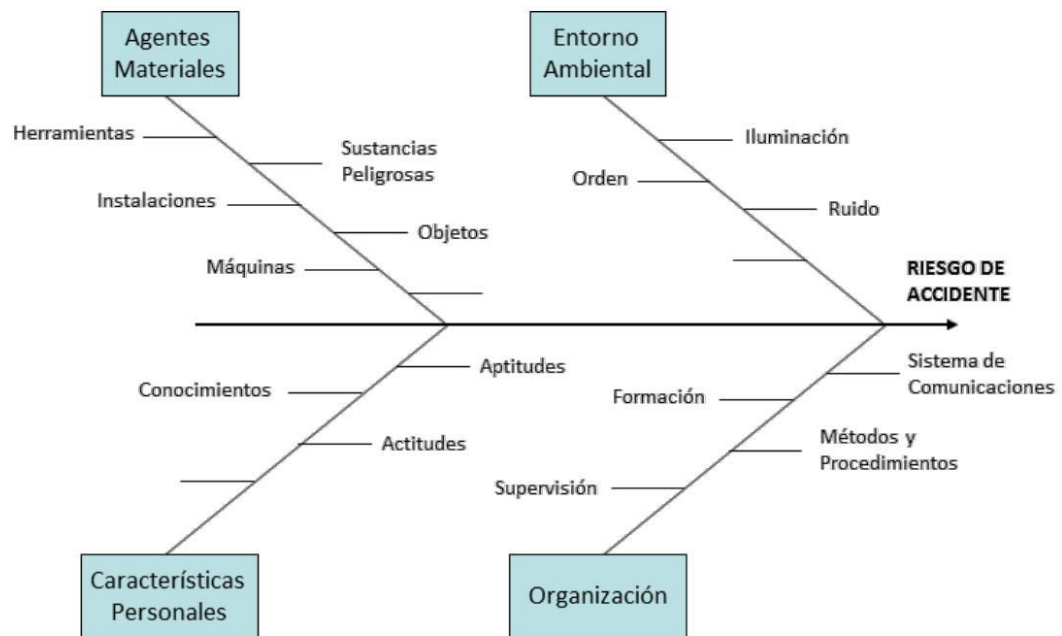 Agentes
Materiales
Entorno
Ambiental
Herramientas
Sustancias
Peligrosas
Instalaciones
Objetos
Máquinas
Iluminación
Orden
Ruido
RIESGO DE
ACCIDENTE
Aptitudes
Conocimientos
Actitudes
Sistema de
Comunicaciones
Formación
Métodos y
Procedimientos
Supervisión
Características
Personales
Organización